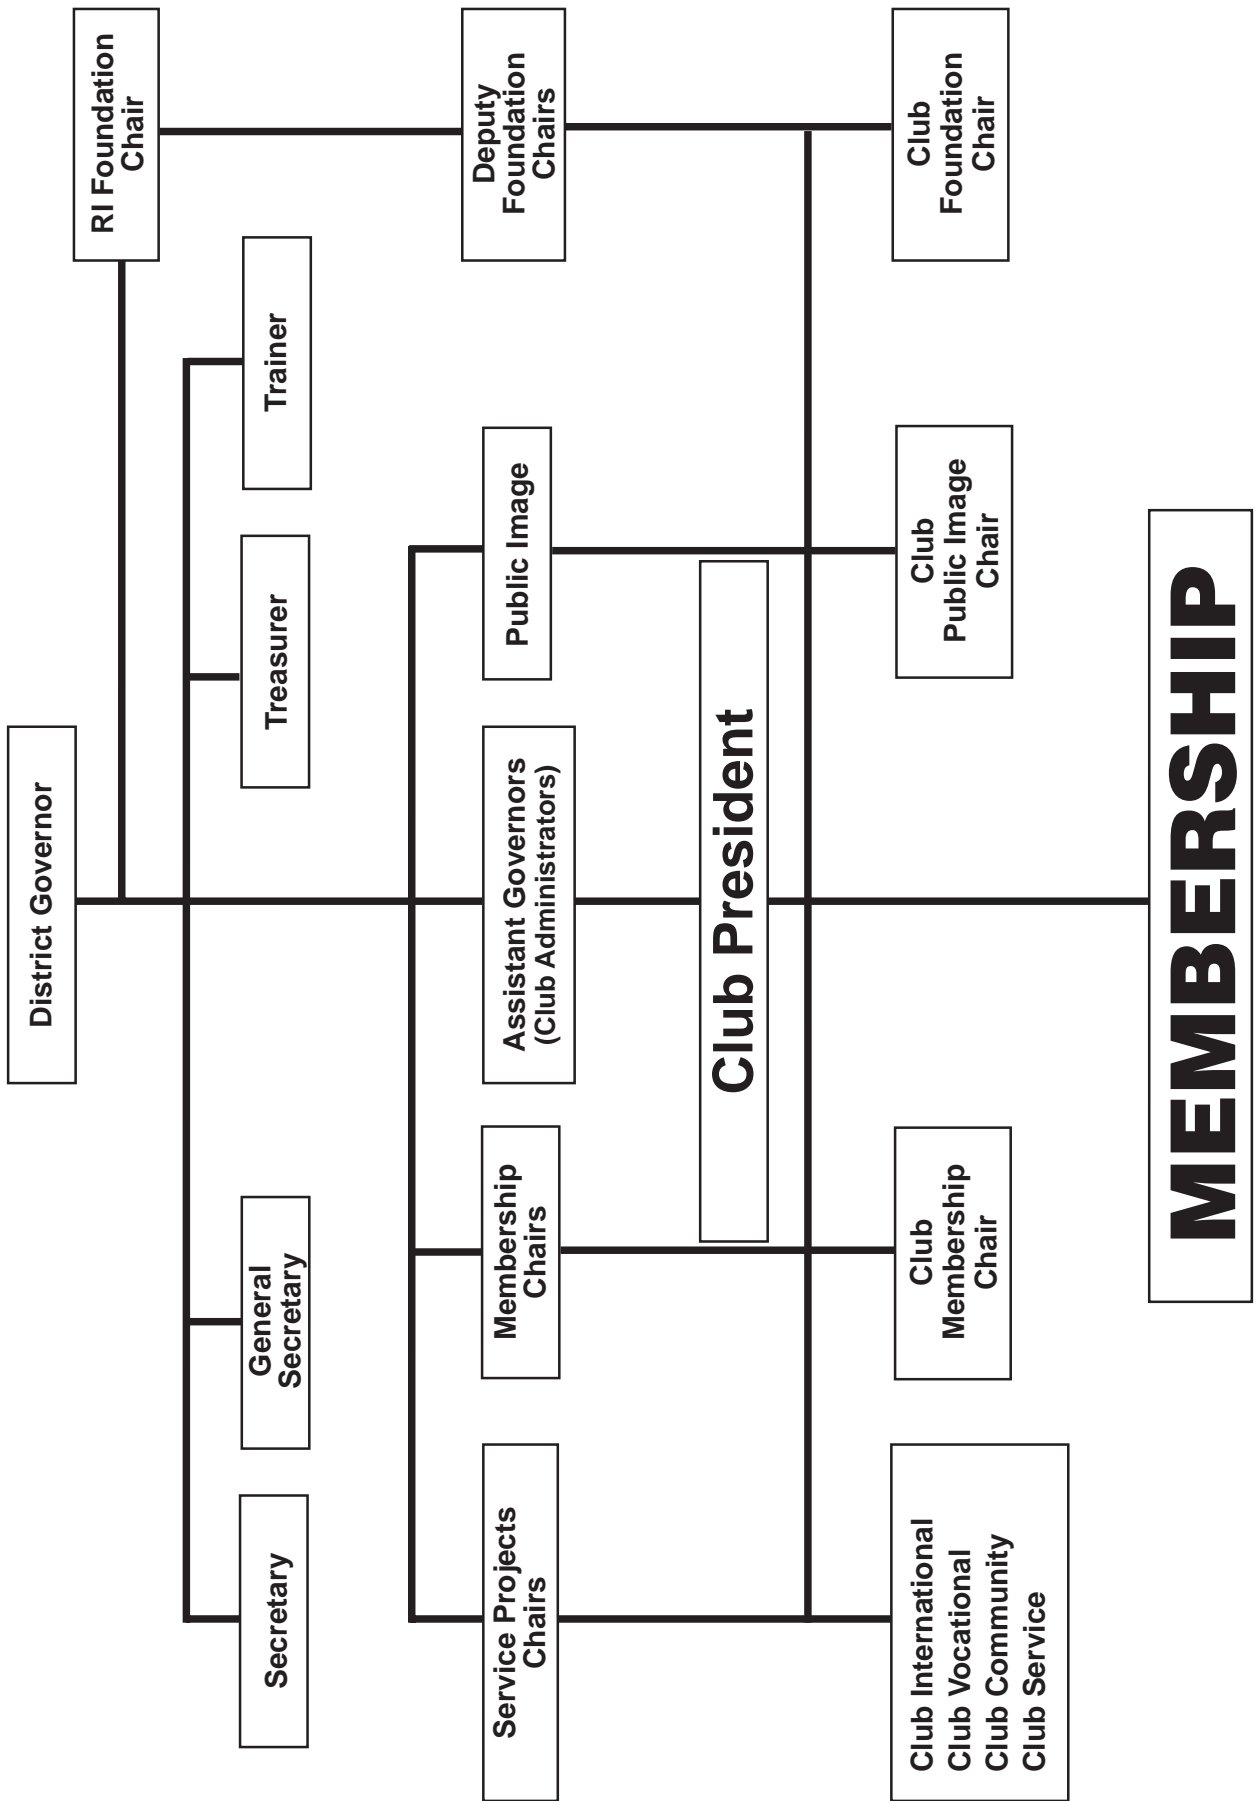 District Governor
RI Foundation
Chair
Secretary
General
Secretary
Treasurer
Trainer
Service Projects
Chairs
Membership
Chairs
Assistant Governors
(Club Administrators)
Public Image
Deputy
Foundation
Chairs
Club President
Club International
Club Vocational
Club Community
Club Service
Club
Membership
Chair
Club
Public Image
Chair
Club
Foundation
Chair
MEMBERSHIP